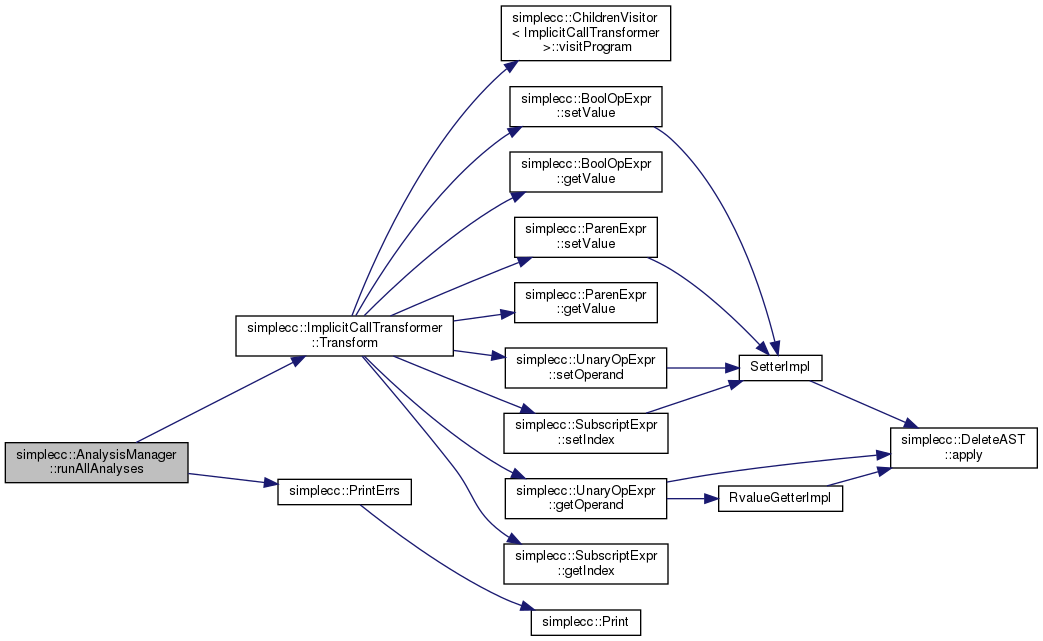 simplecc::ChildrenVisitor
< ImplicitCallTransformer
>::visitProgram
simplecc::BoolOpExpr
::setValue
simplecc::BoolOpExpr
::getValue
simplecc::ParenExpr
::setValue
simplecc::ParenExpr
::getValue
simplecc::ImplicitCallTransformer
::Transform
simplecc::UnaryOpExpr
::setOperand
SetterImpl
simplecc::SubscriptExpr
::setIndex
simplecc::DeleteAST
::apply
simplecc::AnalysisManager
::runAllAnalyses
simplecc::PrintErrs
simplecc::UnaryOpExpr
::getOperand
RvalueGetterImpl
simplecc::SubscriptExpr
::getIndex
simplecc::Print